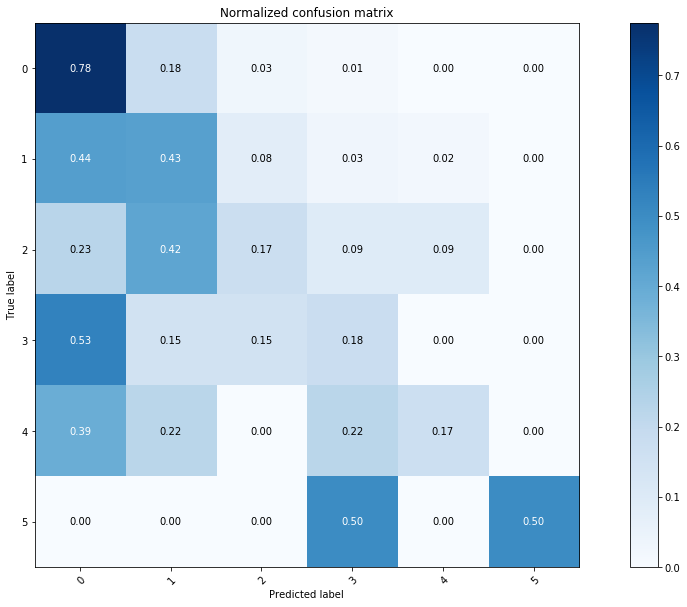 Normalized confusion matrix
0 0.78 0.18 0.03 0.01 0.00 0.00
1 0.44 0.43 0.08 0.03 0.02 0.00
2 0.23 0.42 0.17 0.09 0.09 0.00
3 0.53 0.15 0.15 0.18 0.00 0.00
4 0.39 0.22 0.00 0.22 0.17 0.00
5 0.00 0.00 0.00 0.50 0.00 0.50
True label
0 1 2 3 4 5
Predicted label
0.7
0.6
0.5
0.4
0.3
0.2
0.1
0.0